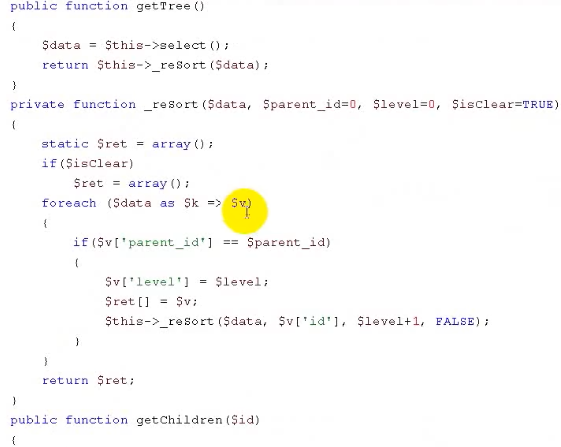 public function getTree()
{
$data = $this->select();
return $this->_reSort($data);
}
private function _reSort($data, $parent_id=0, $level=0, $isClear=TRUE)
{
static $ret = array();
if($isClear)
$ret = array();
foreach ($data as $k => $v)
{
if($v['parent_id'] == $parent_id)
{
$v['level'] = $level;
$ret[] = $v;
$this->_reSort($data, $v['id'], $level+1, FALSE);
}
}
return $ret;
}
public function getChildren($id)
{